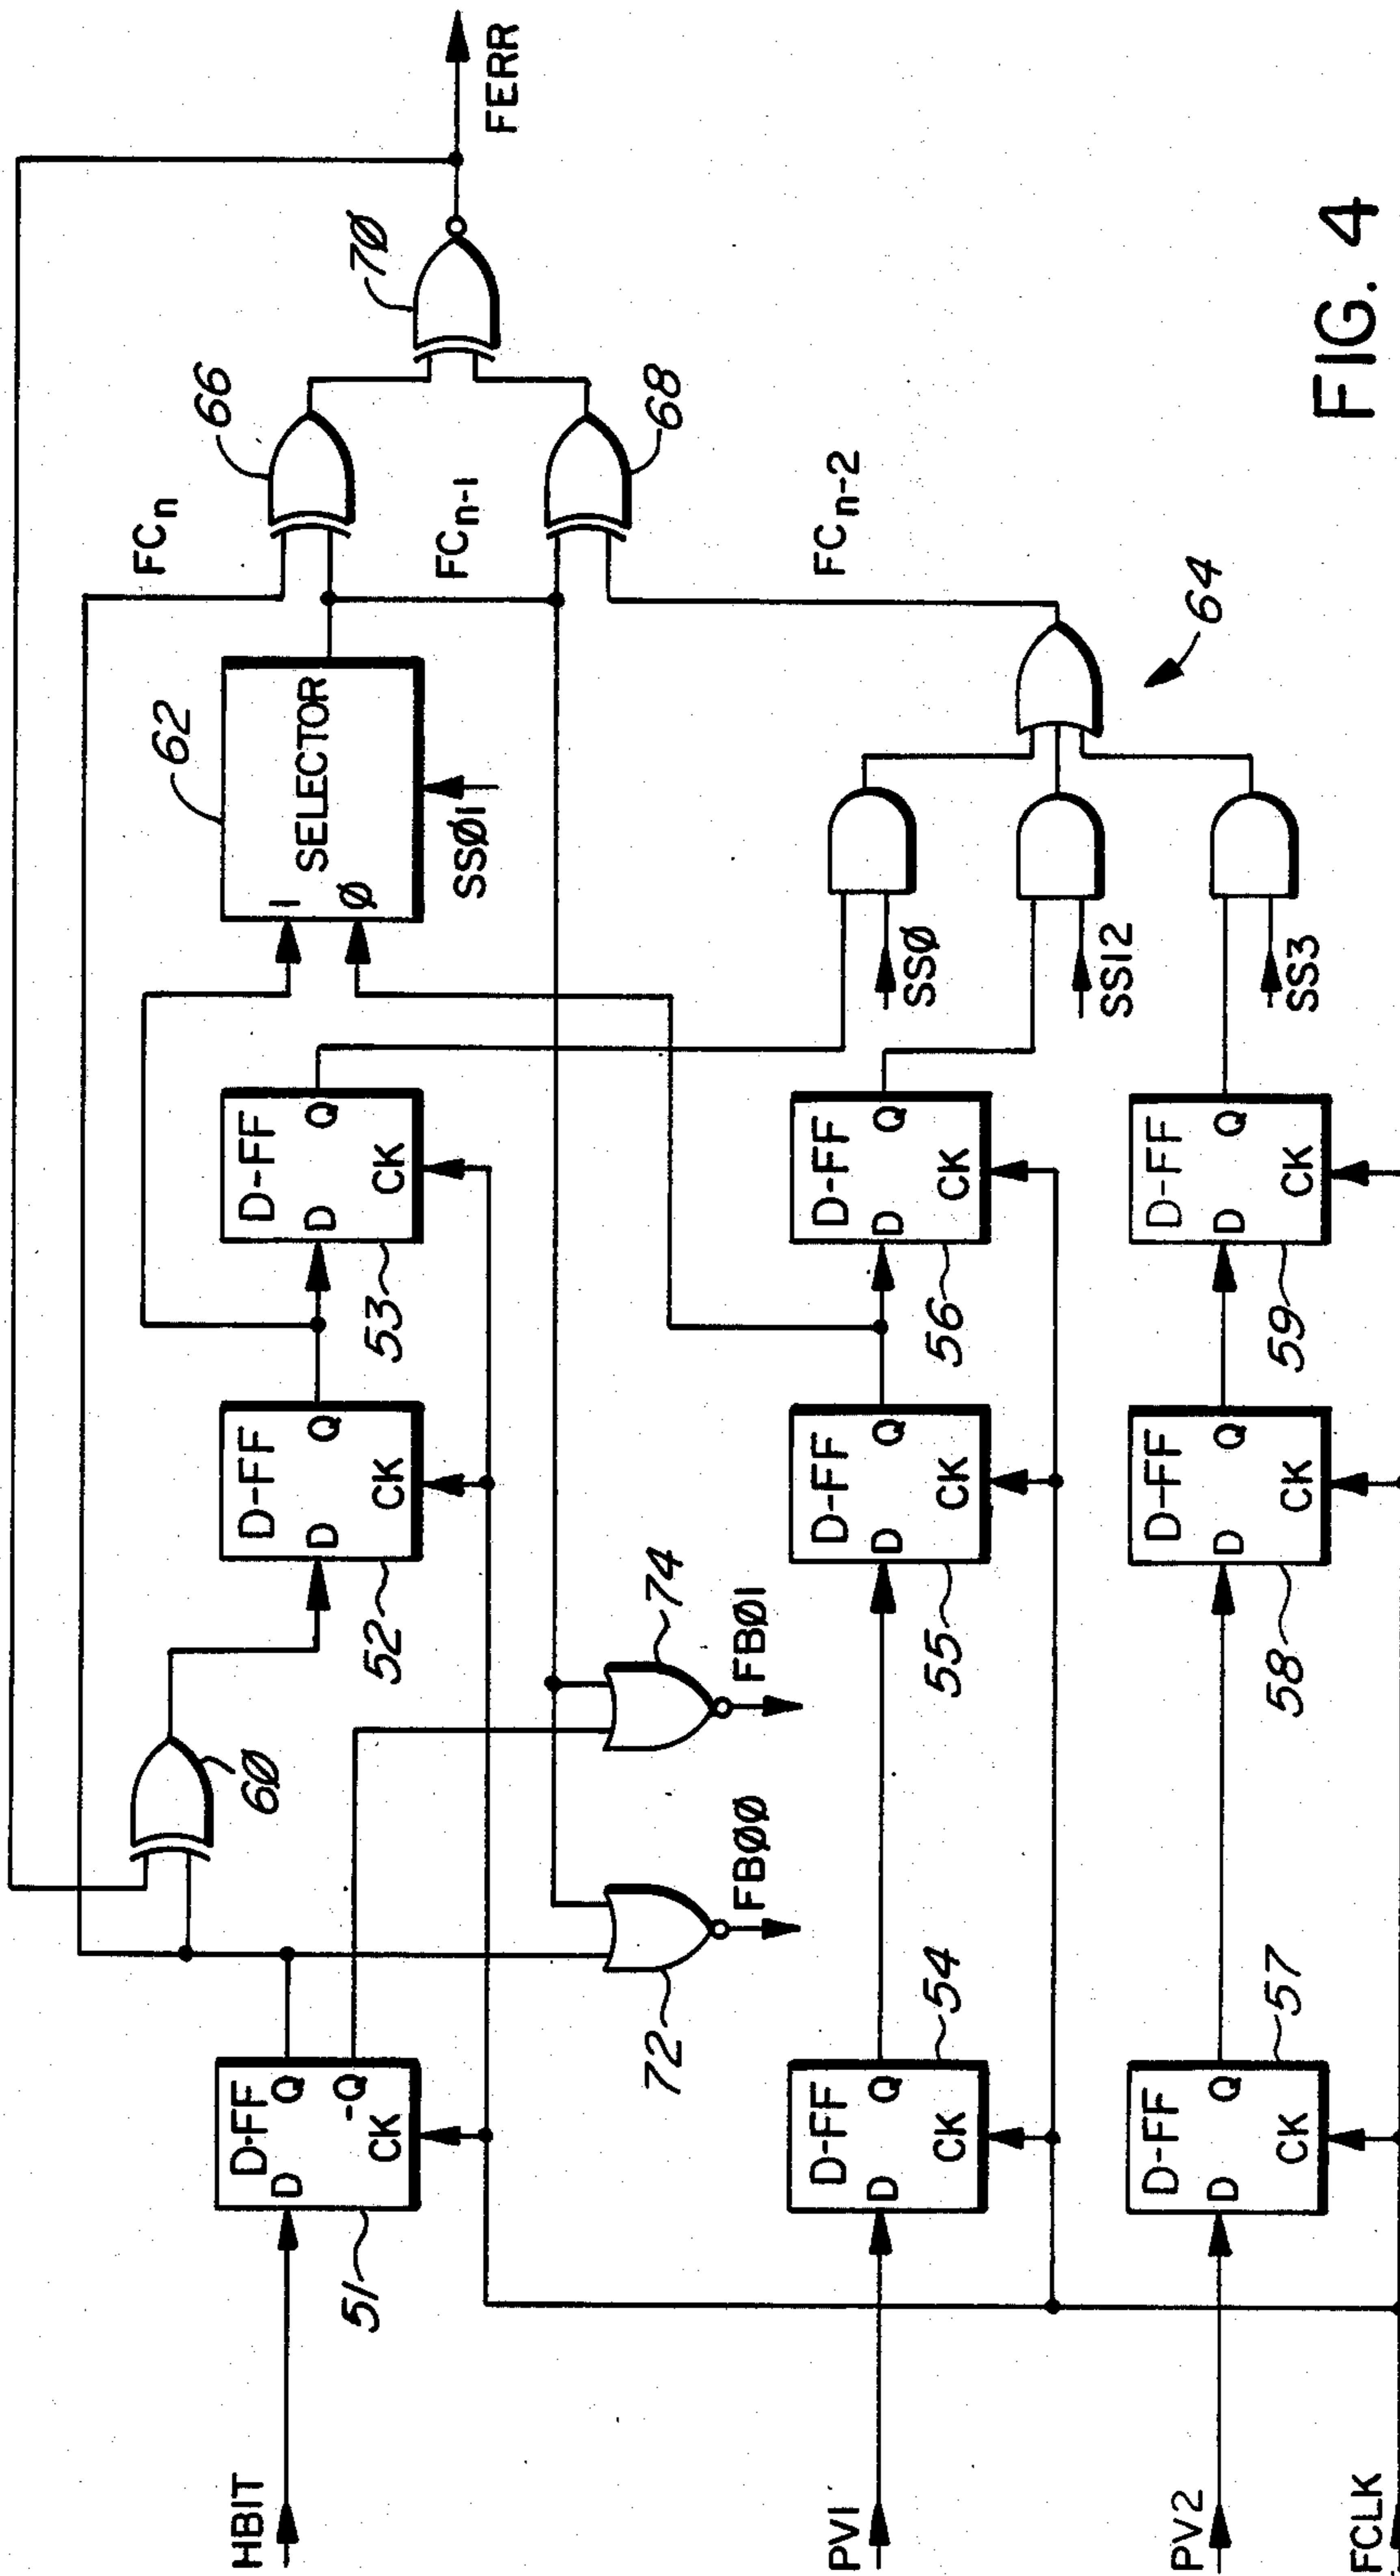 HBIT
51
D-FF
D
Q
-Q
CK
60
52
D-FF
D
Q
CK
53
D-FF
D
Q
CK
62
1
Ø
SELECTOR
SSØ1
FCn
66
FCn-1
7Ø
FERR
72
FBØØ
74
FBØ1
68
PV1
D-FF
D
Q
CK
54
D-FF
D
Q
CK
55
D-FF
D
Q
CK
56
SSØ
FCn-2
SS12
64
PV2
D-FF
D
Q
CK
57
D-FF
D
Q
CK
58
D-FF
D
Q
CK
59
SS3
FCLK
FIG. 4